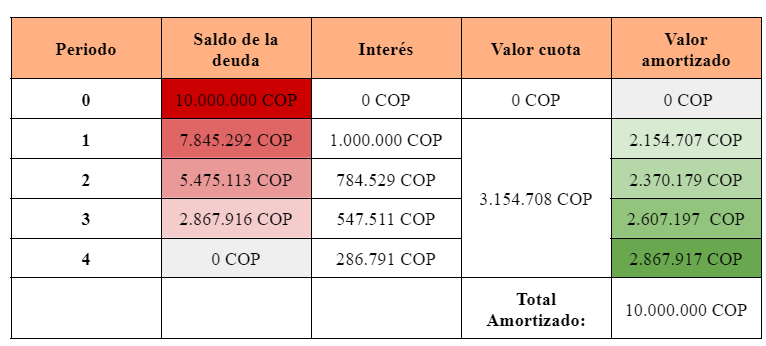 Periodo Saldo de la deuda Interés Valor cuota Valor amortizado
0 10.000.000 COP 0 COP 0 COP 0 COP
1 7.845.292 COP 1.000.000 COP 3.154.708 COP 2.154.707 COP
2 5.475.113 COP 784.529 COP 2.370.179 COP
3 2.867.916 COP 547.511 COP 2.607.197 COP
4 0 COP 286.791 COP 2.867.917 COP
Total Amortizado: 10.000.000 COP